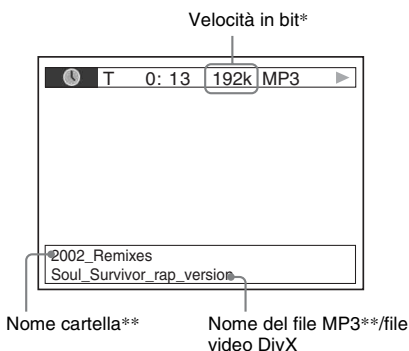 Velocità in bit*
T 0: 13 192k MP3
2002_Remixes
Soul_Survivor_rap_version
Nome cartella**
Nome del file MP3**/file
video DivX